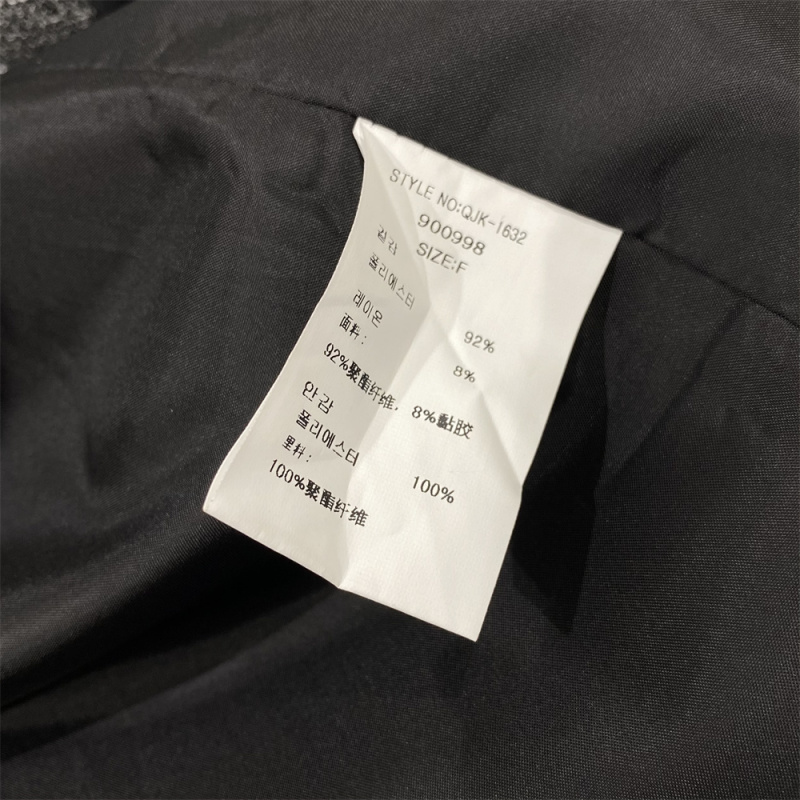 STYLE NO:QJK-1632
900998
SIZE:F
겉감
폴리에스터 92%
레이온 8%
面料:
92%聚酯纤维, 8%黏胶
안감
폴리에스터 100%
里料:
100%聚酯纤维